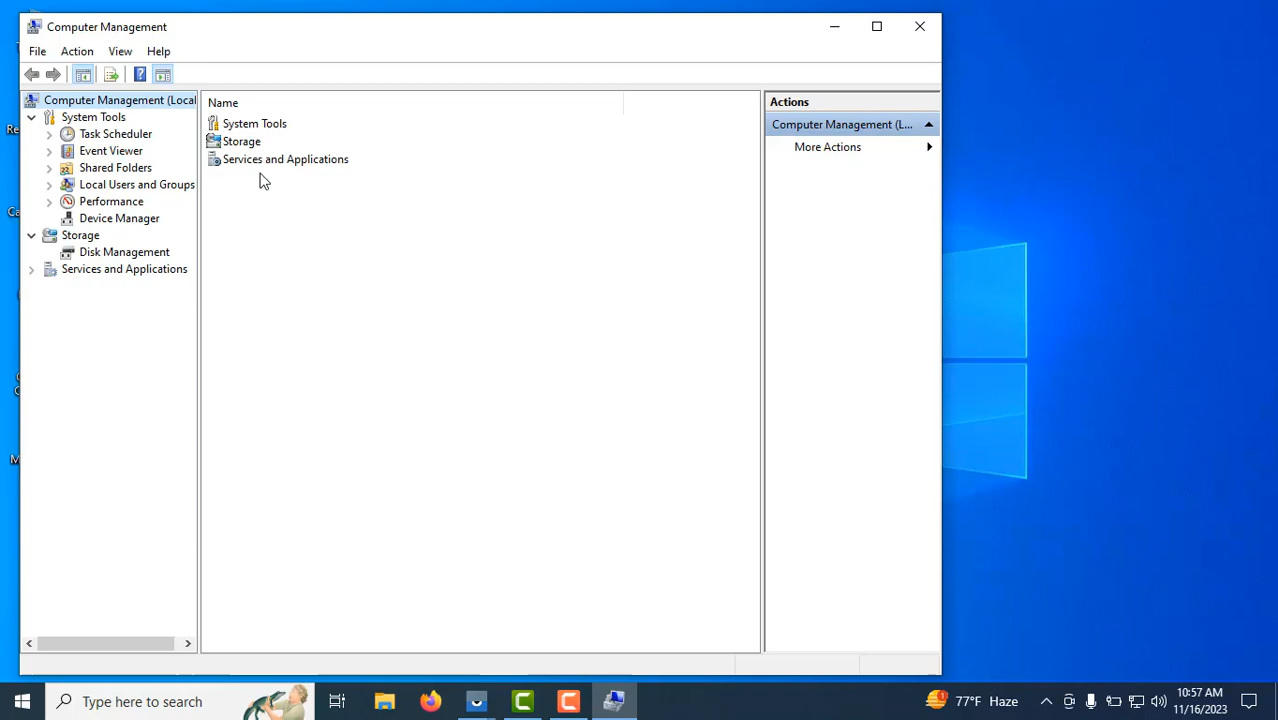 Computer Management
File Action View Help
Computer Management (Local
System Tools
Task Scheduler
Event Viewer
Shared Folders
Local Users and Groups
Performance
Device Manager
Storage
Disk Management
Services and Applications
Name
System Tools
Storage
Services and Applications
Actions
Computer Management (L...
More Actions
Type here to search
77°F Haze
10:57 AM
11/16/2023